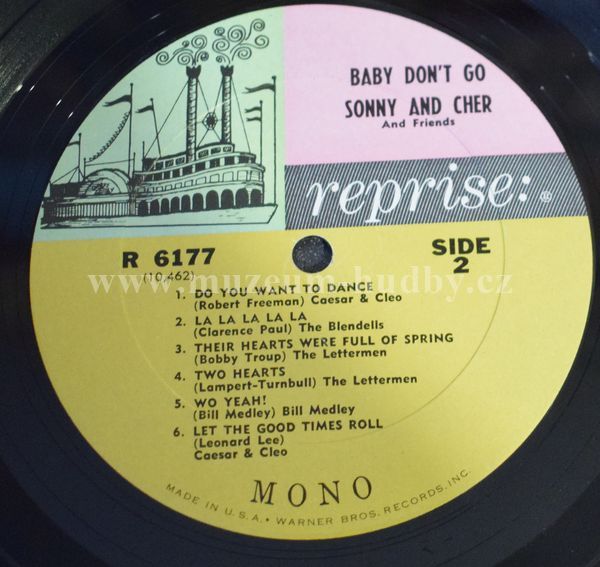 BABY DON'T GO
SONNY AND CHER
And Friends
reprise:®
R 6177
(10,462)
SIDE
2
www.muzeum-hudby.cz
1. DO YOU WANT TO DANCE
(Robert Freeman) Caesar & Cleo
2. LA LA LA LA LA
(Clarence Paul) The Blendells
3. THEIR HEARTS WERE FULL OF SPRING
(Bobby Troup) The Lettermen
4. TWO HEARTS
(Lampert-Turnbull) The Lettermen
5. WO YEAH!
(Bill Medley) Bill Medley
6. LET THE GOOD TIMES ROLL
(Leonard Lee)
Caesar & Cleo
MONO
MADE IN U.S.A. • WARNER BROS. RECORDS, INC.